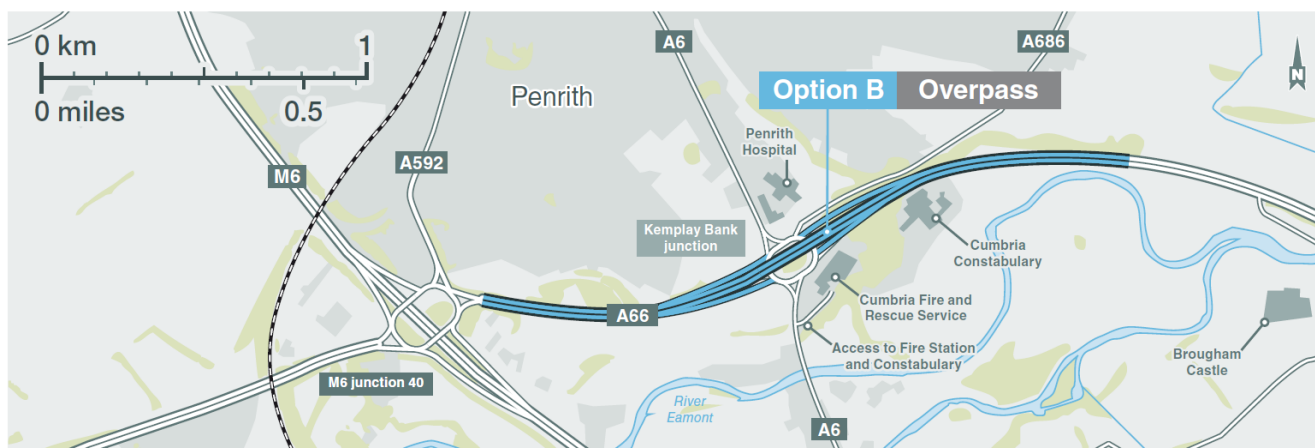 0 km 1
0 miles 0.5
A6
A686
N
Penrith
Option B Overpass
Penrith
Hospital
A592
M6
Kemplay Bank
junction
Cumbria
Constabulary
A66
Cumbria Fire and
Rescue Service
Access to Fire Station
and Constabulary
Brougham
Castle
M6 junction 40
River
Eamont
A6